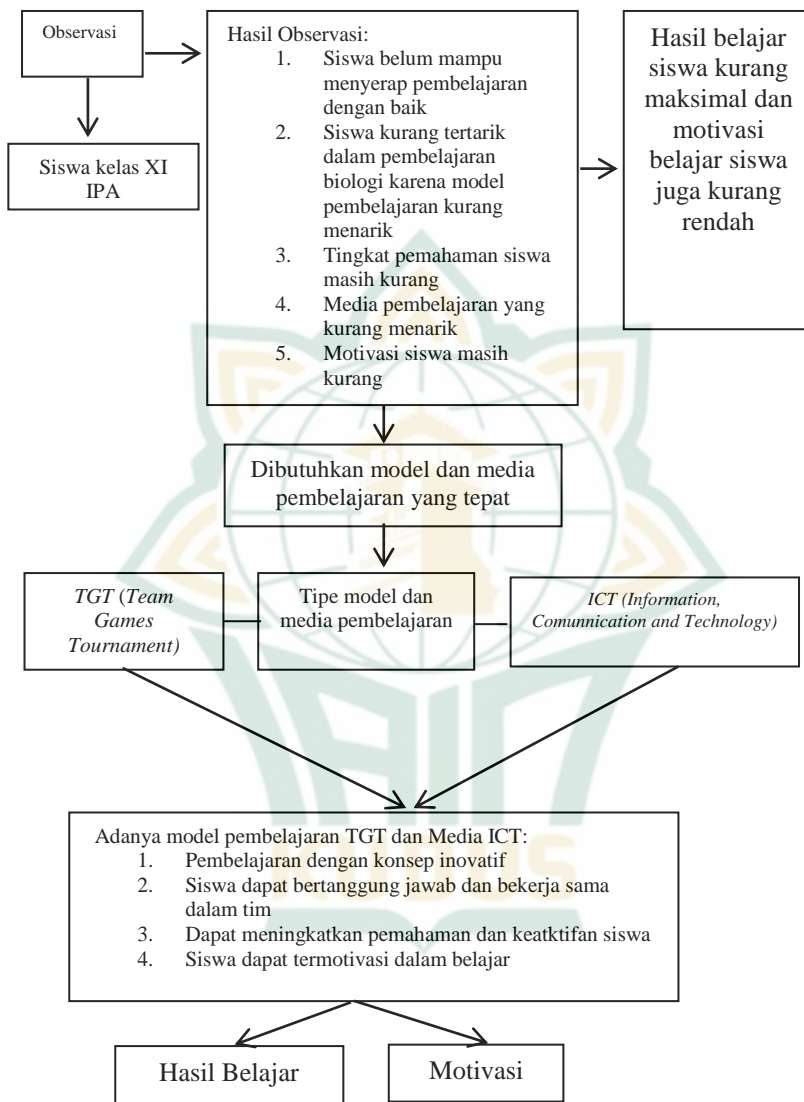 Observasi
Siswa kelas XI
IPA
Hasil Observasi:
1. Siswa belum mampu
menyerap pembelajaran
dengan baik
2. Siswa kurang tertarik
dalam pembelajaran
biologi karena model
pembelajaran kurang
menarik
3. Tingkat pemahaman siswa
masih kurang
4. Media pembelajaran yang
kurang menarik
5. Motivasi siswa masih
kurang
Hasil belajar
siswa kurang
maksimal dan
motivasi
belajar siswa
juga kurang
rendah
Dibutuhkan model dan media
pembelajaran yang tepat
TGT (Team
Games
Tournament)
Tipe model dan
media pembelajaran
ICT (Information,
Comunnication and Technology)
Adanya model pembelajaran TGT dan Media ICT:
1. Pembelajaran dengan konsep inovatif
2. Siswa dapat bertanggung jawab dan bekerja sama
dalam tim
3. Dapat meningkatkan pemahaman dan keatktifan siswa
4. Siswa dapat termotivasi dalam belajar
Hasil Belajar
Motivasi
IAIN
KUDUS